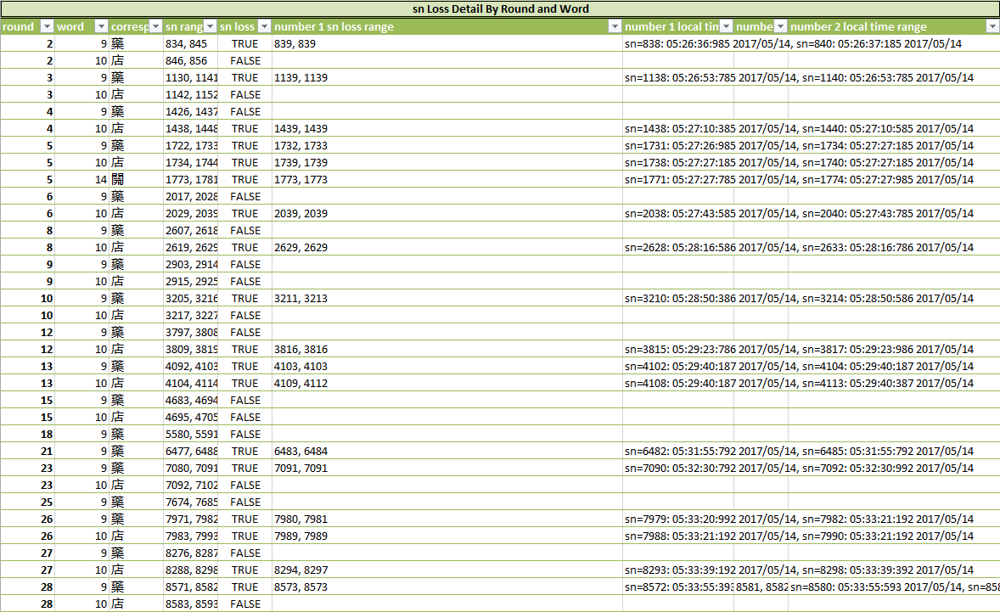 sn Loss Detail By Round and Word
round word corresp sn rang sn loss number 1 sn loss range number 1 local tim numbe number 2 local time range
2 9 藥 834, 845 TRUE 839, 839 sn=838: 05:26:36:985 2017/05/14, sn=840: 05:26:37:185 2017/05/14
2 10 店 846, 856 FALSE
3 9 藥 1130, 1141 TRUE 1139, 1139 sn=1138: 05:26:53:785 2017/05/14, sn=1140: 05:26:53:785 2017/05/14
3 10 店 1142, 1152 FALSE
4 9 藥 1426, 1437 FALSE
4 10 店 1438, 1448 TRUE 1439, 1439 sn=1438: 05:27:10:385 2017/05/14, sn=1440: 05:27:10:585 2017/05/14
5 9 藥 1722, 1733 TRUE 1732, 1733 sn=1731: 05:27:26:985 2017/05/14, sn=1734: 05:27:27:185 2017/05/14
5 10 店 1734, 1744 TRUE 1739, 1739 sn=1738: 05:27:27:185 2017/05/14, sn=1740: 05:27:27:185 2017/05/14
5 14 關 1773, 1781 TRUE 1773, 1773 sn=1771: 05:27:27:785 2017/05/14, sn=1774: 05:27:27:985 2017/05/14
6 9 藥 2017, 2028 FALSE
6 10 店 2029, 2039 TRUE 2039, 2039 sn=2038: 05:27:43:585 2017/05/14, sn=2040: 05:27:43:785 2017/05/14
8 9 藥 2607, 2618 FALSE
8 10 店 2619, 2629 TRUE 2629, 2629 sn=2628: 05:28:16:586 2017/05/14, sn=2633: 05:28:16:786 2017/05/14
9 9 藥 2903, 2914 FALSE
9 10 店 2915, 2925 FALSE
10 9 藥 3205, 3216 TRUE 3211, 3213 sn=3210: 05:28:50:386 2017/05/14, sn=3214: 05:28:50:586 2017/05/14
10 10 店 3217, 3227 FALSE
12 9 藥 3797, 3808 FALSE
12 10 店 3809, 3819 TRUE 3816, 3816 sn=3815: 05:29:23:786 2017/05/14, sn=3817: 05:29:23:986 2017/05/14
13 9 藥 4092, 4103 TRUE 4103, 4103 sn=4102: 05:29:40:187 2017/05/14, sn=4104: 05:29:40:187 2017/05/14
13 10 店 4104, 4114 TRUE 4109, 4112 sn=4108: 05:29:40:187 2017/05/14, sn=4113: 05:29:40:387 2017/05/14
15 9 藥 4683, 4694 FALSE
15 10 店 4695, 4705 FALSE
18 9 藥 5580, 5591 FALSE
21 9 藥 6477, 6488 TRUE 6483, 6484 sn=6482: 05:31:55:792 2017/05/14, sn=6485: 05:31:55:792 2017/05/14
23 9 藥 7080, 7091 TRUE 7091, 7091 sn=7090: 05:32:30:792 2017/05/14, sn=7092: 05:32:30:992 2017/05/14
23 10 店 7092, 7102 FALSE
25 9 藥 7674, 7685 FALSE
26 9 藥 7971, 7982 TRUE 7980, 7981 sn=7979: 05:33:20:992 2017/05/14, sn=7982: 05:33:21:192 2017/05/14
26 10 店 7983, 7993 TRUE 7989, 7989 sn=7988: 05:33:21:192 2017/05/14, sn=7990: 05:33:21:192 2017/05/14
27 9 藥 8276, 8287 FALSE
27 10 店 8288, 8298 TRUE 8294, 8297 sn=8293: 05:33:39:192 2017/05/14, sn=8298: 05:33:39:392 2017/05/14
28 9 藥 8571, 8582 TRUE 8573, 8573 sn=8572: 05:33:55:393 8581, 8582 sn=8580: 05:33:55:593 2017/05/14, sn=858
28 10 店 8583, 8593 FALSE